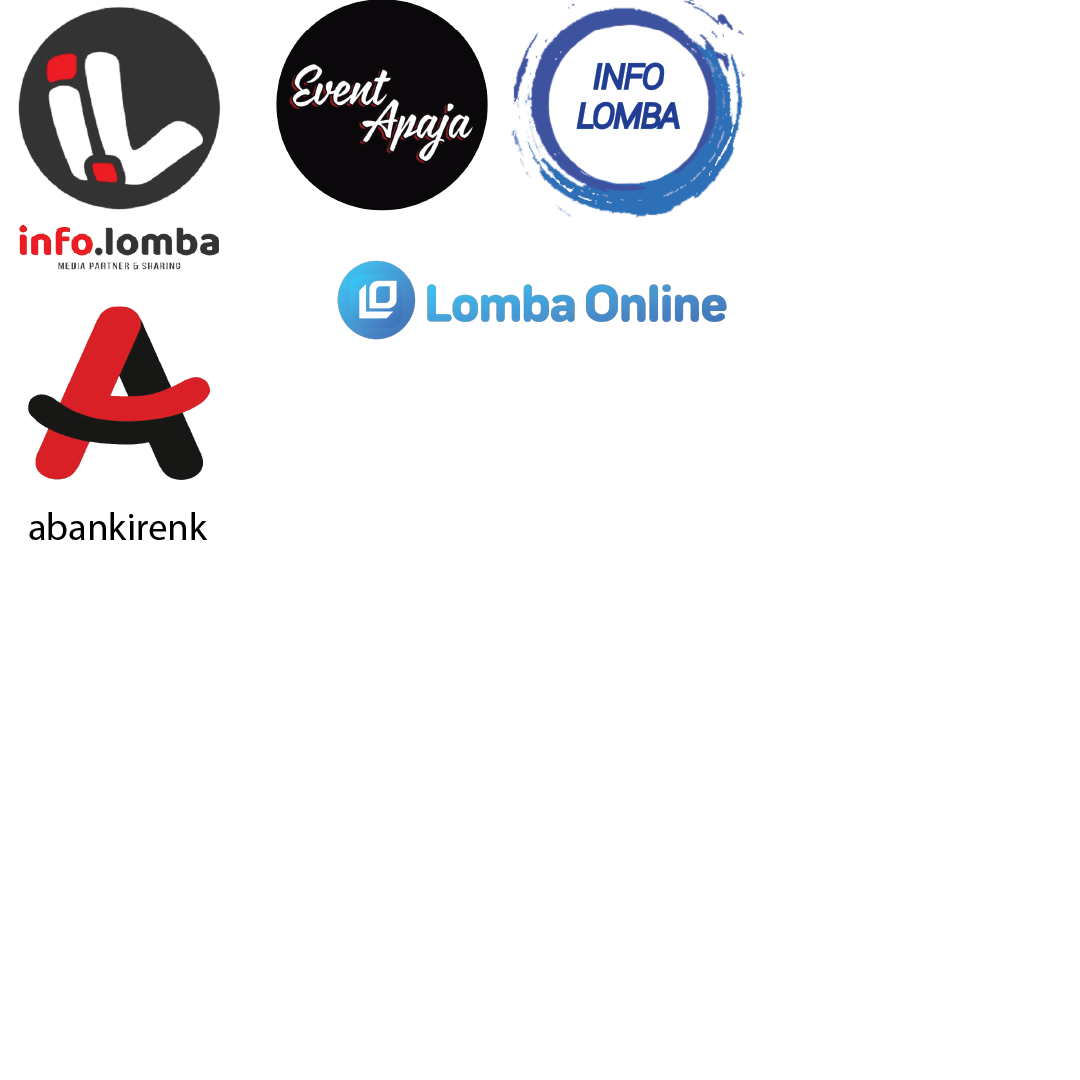 info.lomba
MEDIA PARTNER & SHARING
Event
Apaja
INFO
LOMBA
Lomba Online
abankirenk